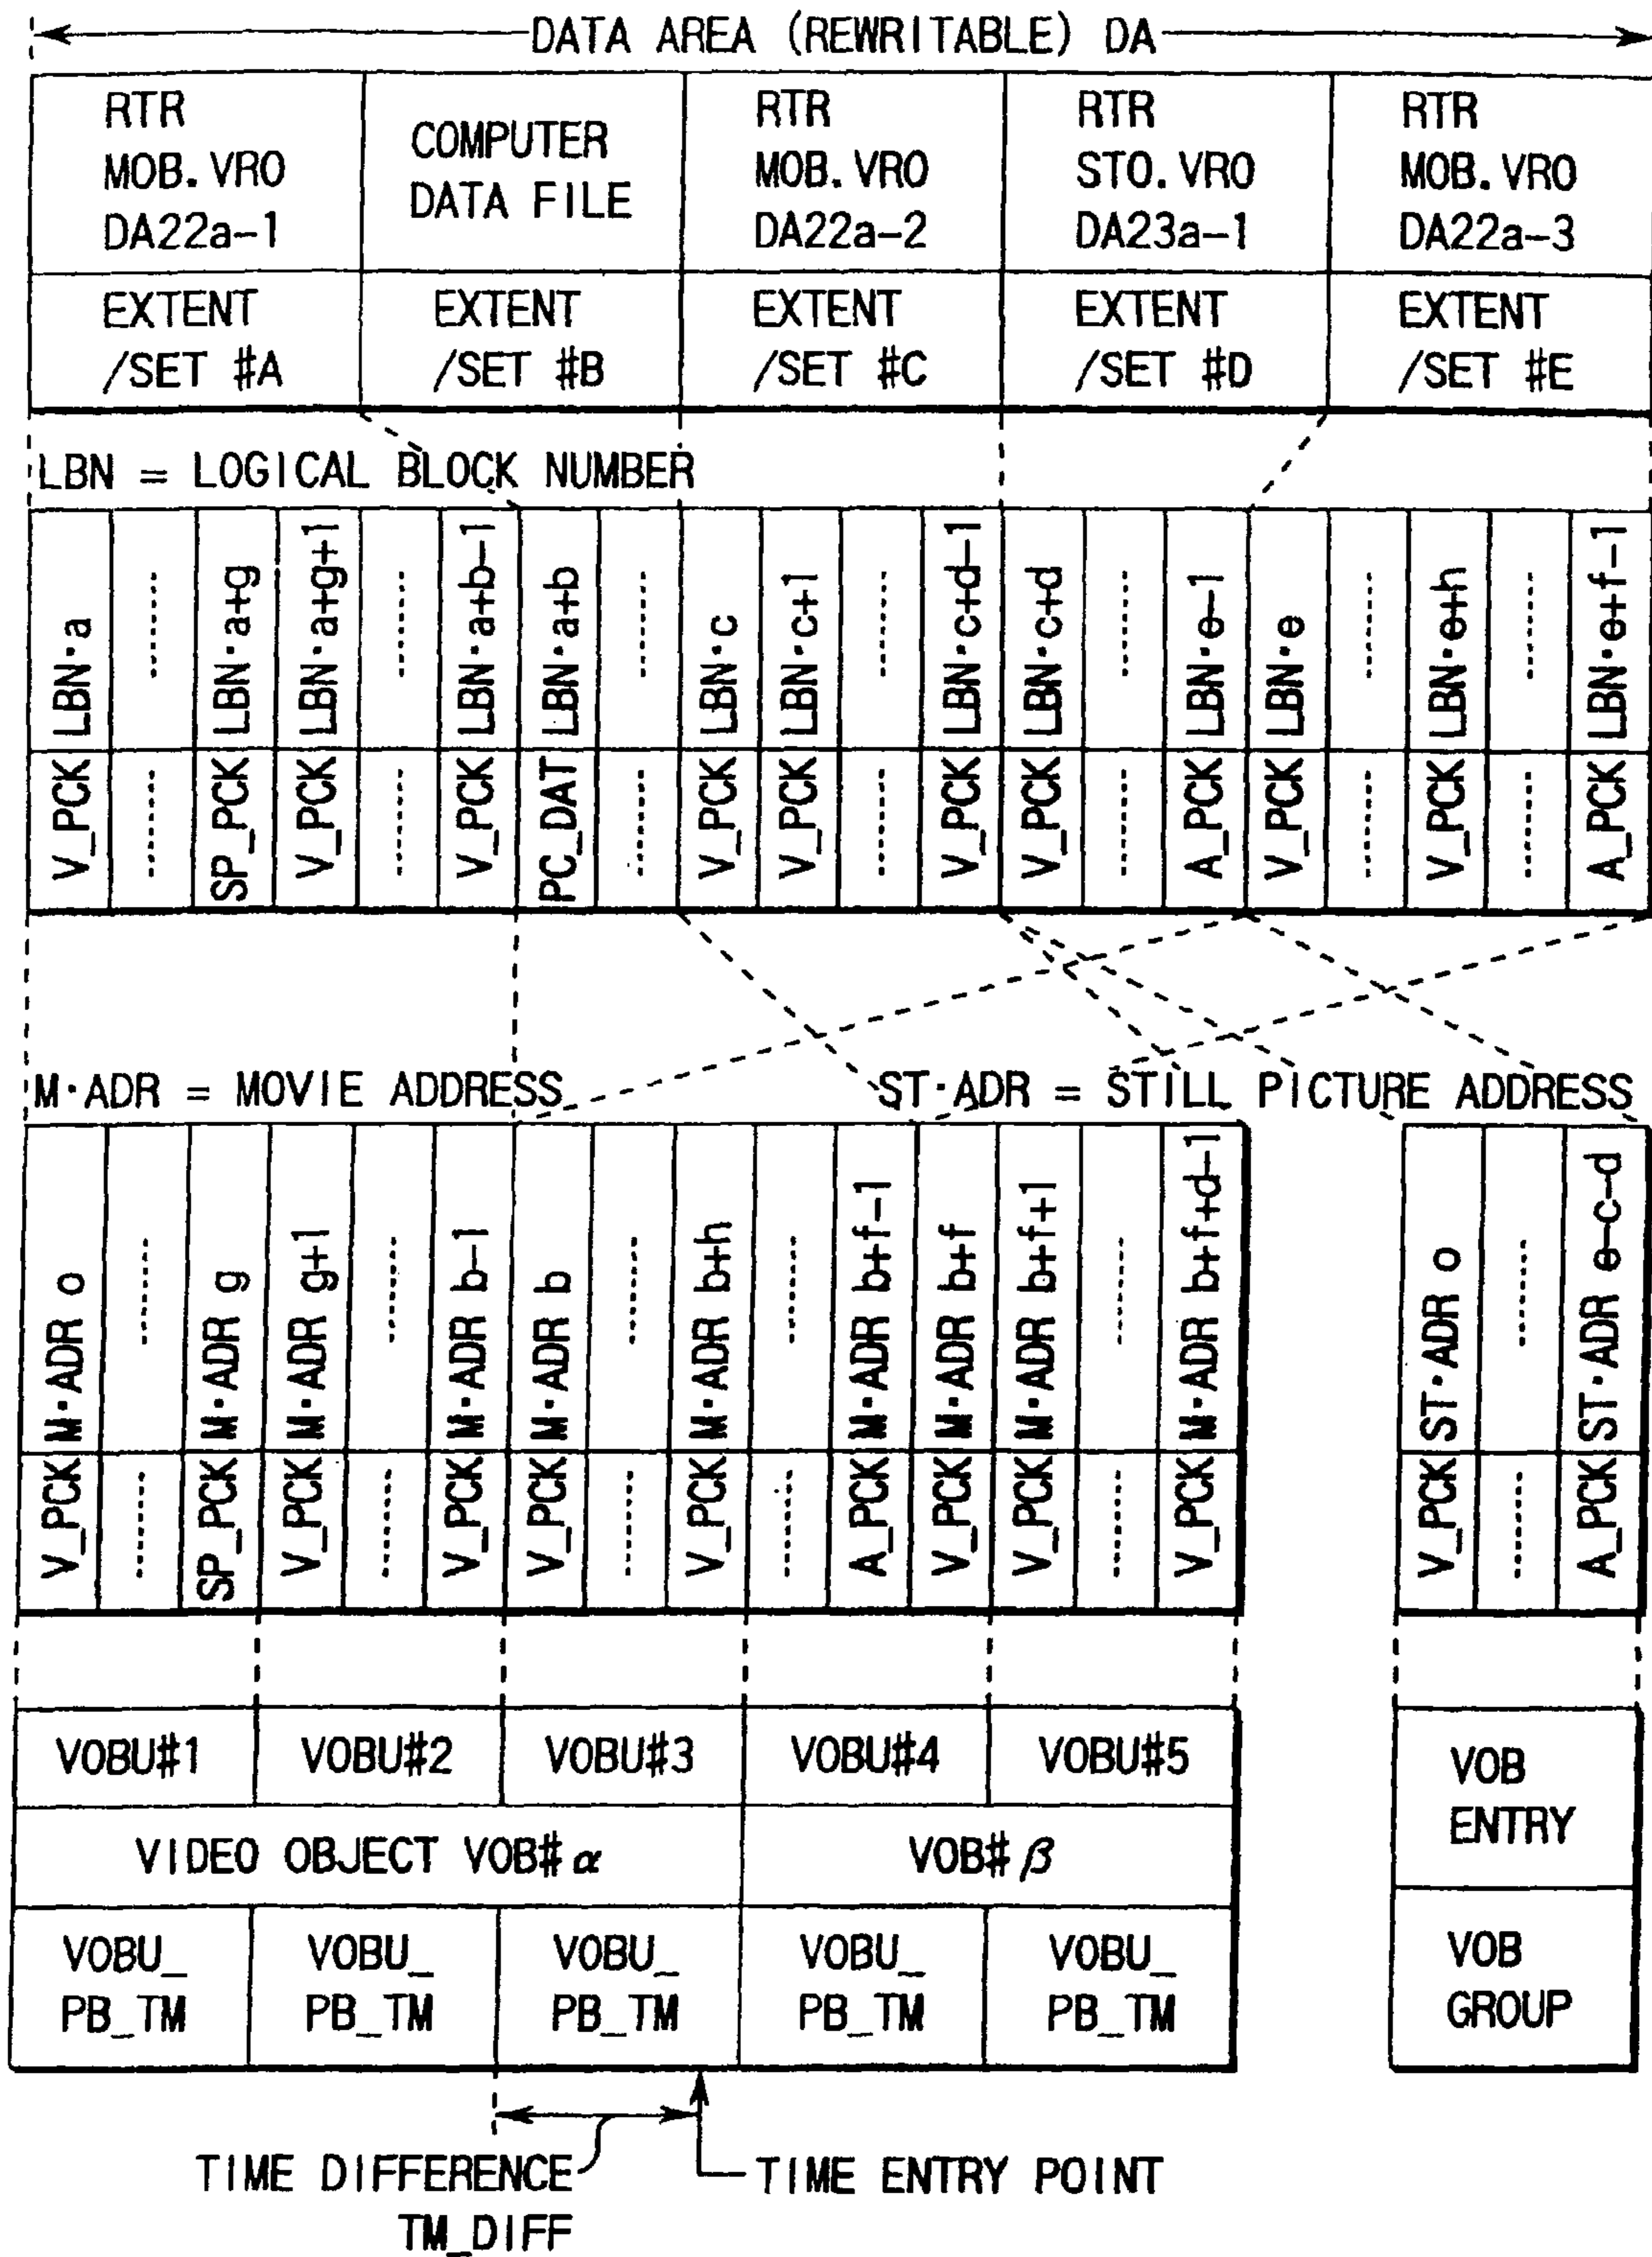 DATA AREA (REWRITABLE) DA
RTR
MOB.VRO
DA22a-1
COMPUTER
DATA FILE
RTR
MOB.VRO
DA22a-2
RTR
STO.VRO
DA23a-1
RTR
MOB.VRO
DA22a-3
EXTENT
/SET #A
EXTENT
/SET #B
EXTENT
/SET #C
EXTENT
/SET #D
EXTENT
/SET #E
LBN = LOGICAL BLOCK NUMBER
V_PCK LBN·a
SP_PCK LBN·a+g
V_PCK LBN·a+g+1
V_PCK LBN·a+b-1
PC_DAT LBN·a+b
V_PCK LBN·c
V_PCK LBN·c+1
V_PCK LBN·c+d-1
V_PCK LBN·c+d
A_PCK LBN·e-1
V_PCK LBN·e
V_PCK LBN·e+h
A_PCK LBN·e+f-1
M·ADR = MOVIE ADDRESS
ST·ADR = STILL PICTURE ADDRESS
V_PCK M·ADR o
SP_PCK M·ADR g
V_PCK M·ADR g+1
V_PCK M·ADR b-1
V_PCK M·ADR b
V_PCK M·ADR b+h
A_PCK M·ADR b+f-1
V_PCK M·ADR b+f
V_PCK M·ADR b+f+1
V_PCK M·ADR b+f+d-1
V_PCK ST·ADR o
A_PCK ST·ADR e-c-d
VOBU#1
VOBU#2
VOBU#3
VOBU#4
VOBU#5
VIDEO OBJECT VOB#α
VOB#β
VOBU_
PB_TM
VOBU_
PB_TM
VOBU_
PB_TM
VOBU_
PB_TM
VOBU_
PB_TM
VOB
ENTRY
VOB
GROUP
TIME DIFFERENCE
TM_DIFF
TIME ENTRY POINT